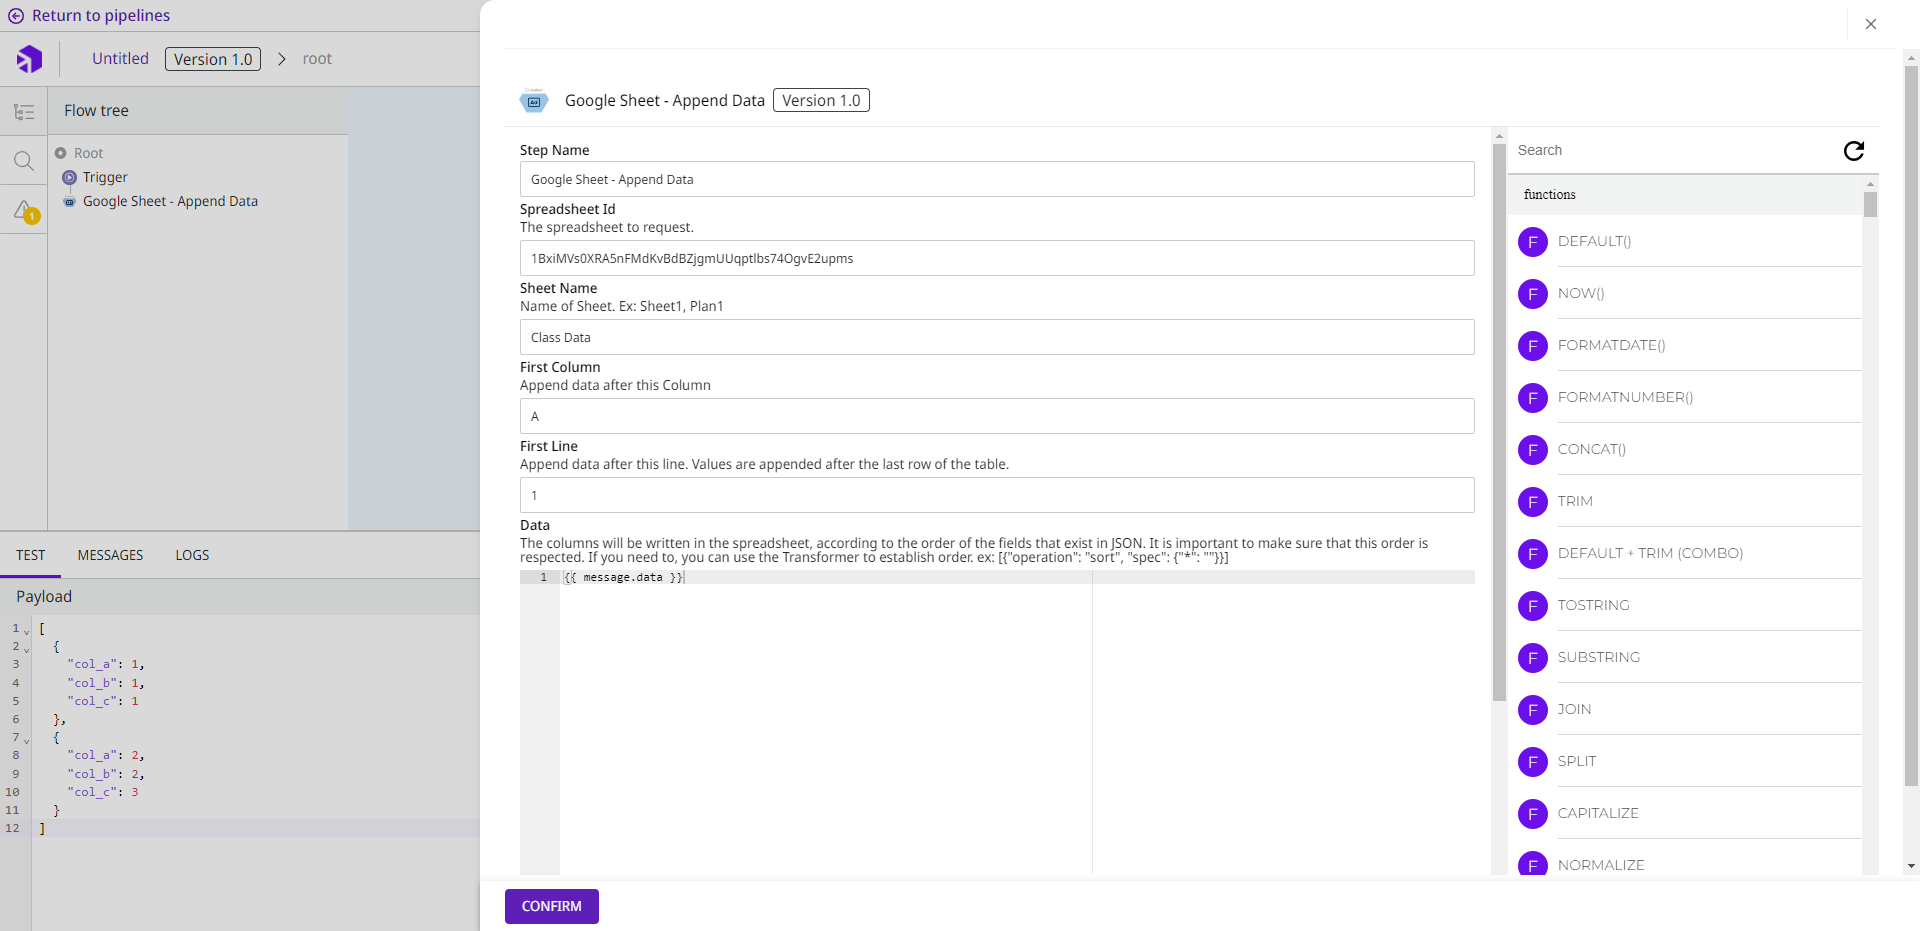 Return to pipelines
Untitled
Version 1.0
root
Flow tree
Root
Trigger
Google Sheet - Append Data
1
TEST
MESSAGES
LOGS
Payload
1 [
2 {
3 "col_a": 1,
4 "col_b": 1,
5 "col_c": 1
6 },
7 {
8 "col_a": 2,
9 "col_b": 2,
10 "col_c": 3
11 }
12 ]
Google Sheet - Append Data
Version 1.0
Step Name
Google Sheet - Append Data
Spreadsheet Id
The spreadsheet to request.
1BxiMVs0XRA5nFMdKvBdBZjgmUUqptlbs74OgvE2upms
Sheet Name
Name of Sheet. Ex: Sheet1, Plan1
Class Data
First Column
Append data after this Column
A
First Line
Append data after this line. Values are appended after the last row of the table.
1
Data
The columns will be written in the spreadsheet, according to the order of the fields that exist in JSON. It is important to make sure that this order is
respected. If you need to, you can use the Transformer to establish order. ex: [{"operation": "sort", "spec": {"*": ""}}]
1 {{ message.data }}
CONFIRM
Search
functions
F DEFAULT()
F NOW()
F FORMATDATE()
F FORMATNUMBER()
F CONCAT()
F TRIM
F DEFAULT + TRIM (COMBO)
F TOSTRING
F SUBSTRING
F JOIN
F SPLIT
F CAPITALIZE
F NORMALIZE